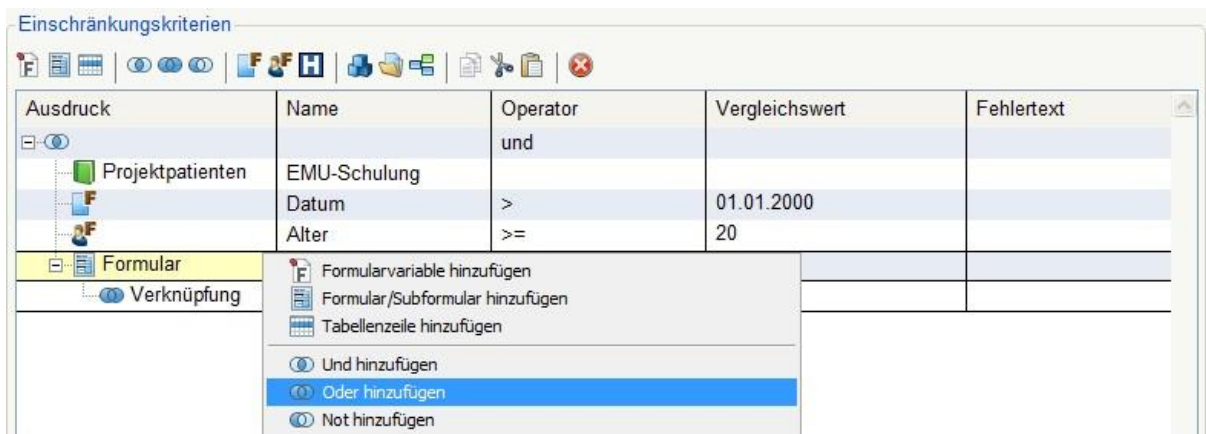 Einschränkungskriterien
Ausdruck Name Operator Vergleichswert Fehlertext
und
Projektpatienten EMU-Schulung
F Datum > 01.01.2000
F Alter >= 20
Formular
Verknüpfung
Formularvariable hinzufügen
Formular/Subformular hinzufügen
Tabellenzeile hinzufügen
Und hinzufügen
Oder hinzufügen
Not hinzufügen